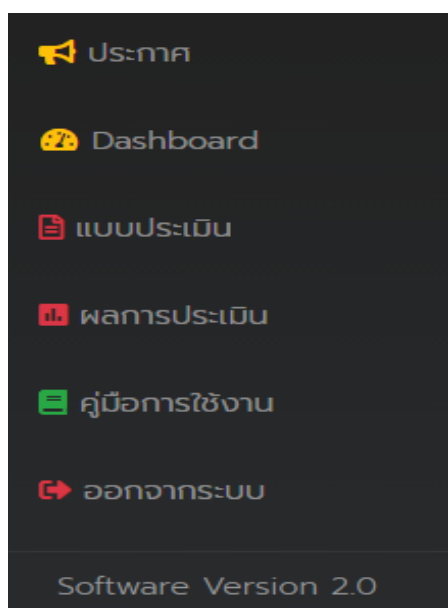 ประกาศ
Dashboard
แบบประเมิน
ผลการประเมิน
คู่มือการใช้งาน
ออกจากระบบ
Software Version 2.0